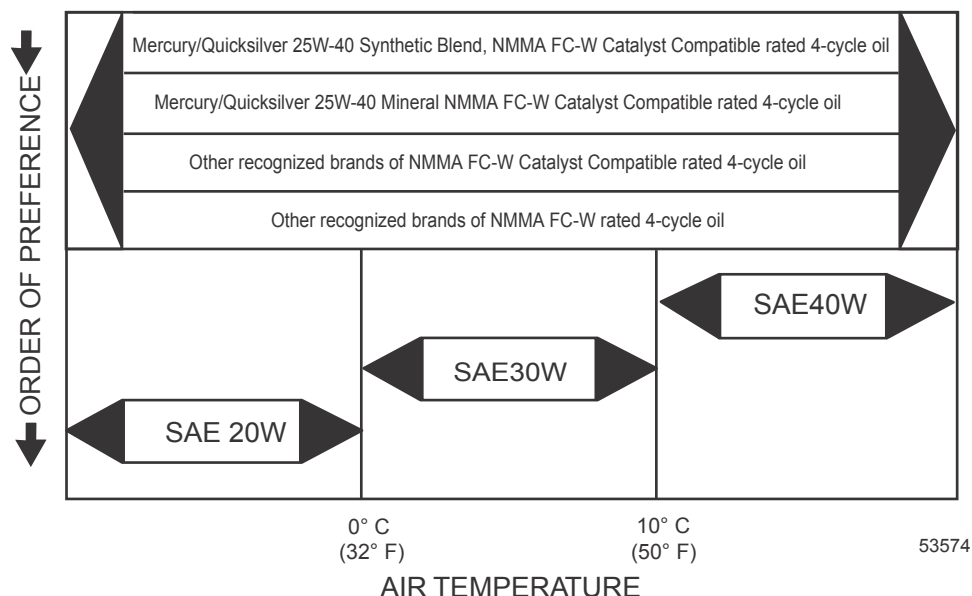 Mercury/Quicksilver 25W-40 Synthetic Blend, NMMA FC-W Catalyst Compatible rated 4-cycle oil
Mercury/Quicksilver 25W-40 Mineral NMMA FC-W Catalyst Compatible rated 4-cycle oil
Other recognized brands of NMMA FC-W Catalyst Compatible rated 4-cycle oil
Other recognized brands of NMMA FC-W rated 4-cycle oil
ORDER OF PREFERENCE
SAE40W
SAE30W
SAE 20W
0° C
(32° F)
10° C
(50° F)
53574
AIR TEMPERATURE